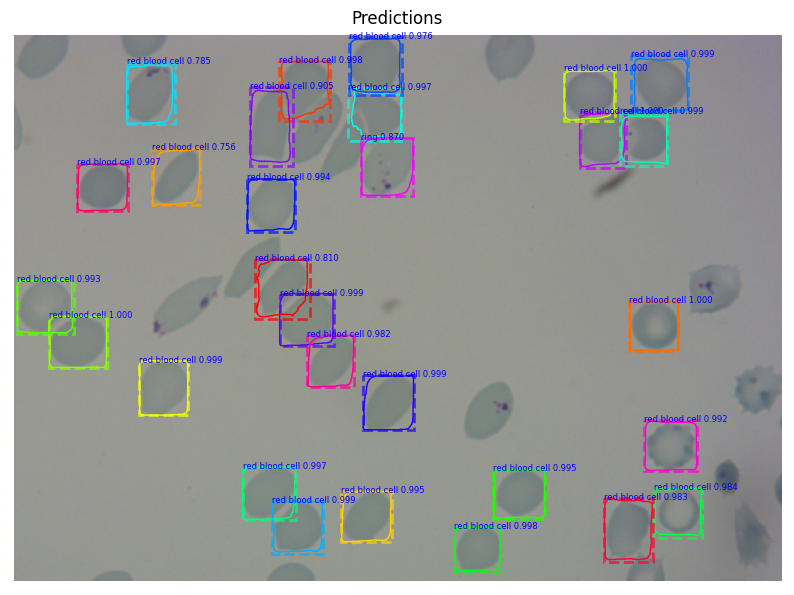 Predictions
red blood cell 0.976
red blood cell 0.785
red blood cell 0.998
red blood cell 0.999
red blood cell 1.000
red blood cell 0.905
red blood cell 0.997
red blood cell 0.999
ring 0.870
red blood cell 0.997
red blood cell 0.756
red blood cell 0.994
red blood cell 0.810
red blood cell 0.993
red blood cell 0.999
red blood cell 1.000
red blood cell 1.000
red blood cell 0.982
red blood cell 0.999
red blood cell 0.999
red blood cell 0.992
red blood cell 0.997
red blood cell 0.995
red blood cell 0.995
red blood cell 0.984
red blood cell 0.983
red blood cell 0.999
red blood cell 0.998